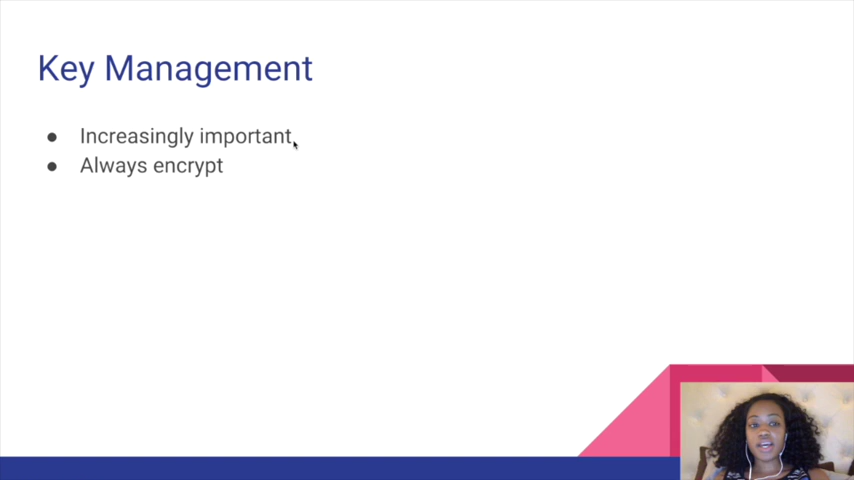 Key Management
● Increasingly important
● Always encrypt